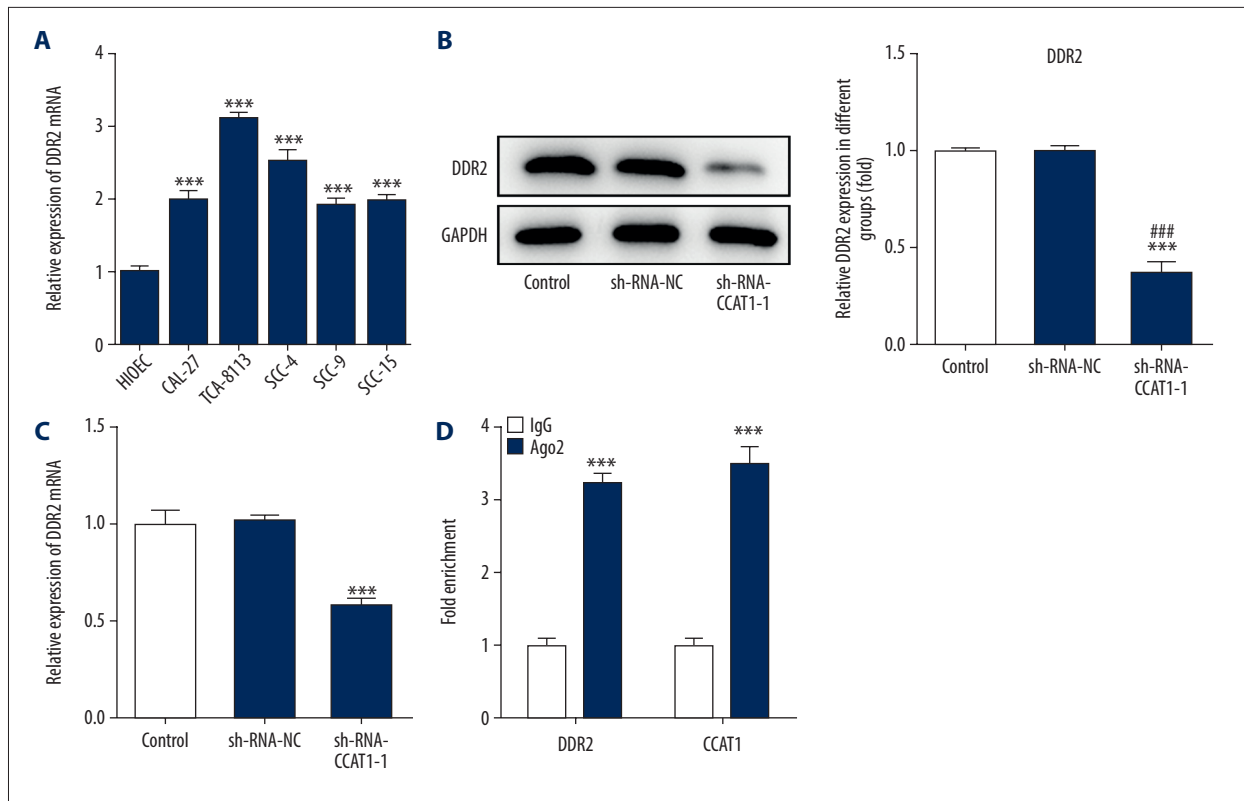 A
Relative expression of DDR2 mRNA
4
3
2
1
0
***
***
***
***
***
HIOEC
CAL-27
TCA-8113
SCC-4
SCC-9
SCC-15
B
DDR2
GAPDH
Control
sh-RNA-NC
sh-RNA-
CCAT1-1
DDR2
Relative DDR2 expression in different
groups (fold)
1.5
1.0
0.5
0.0
###
***
Control
sh-RNA-NC
sh-RNA-
CCAT1-1
C
Relative expression of DDR2 mRNA
1.5
1.0
0.5
0.0
***
Control
sh-RNA-NC
sh-RNA-
CCAT1-1
D
IgG
Ago2
Fold enrichment
4
3
2
1
0
***
***
DDR2
CCAT1